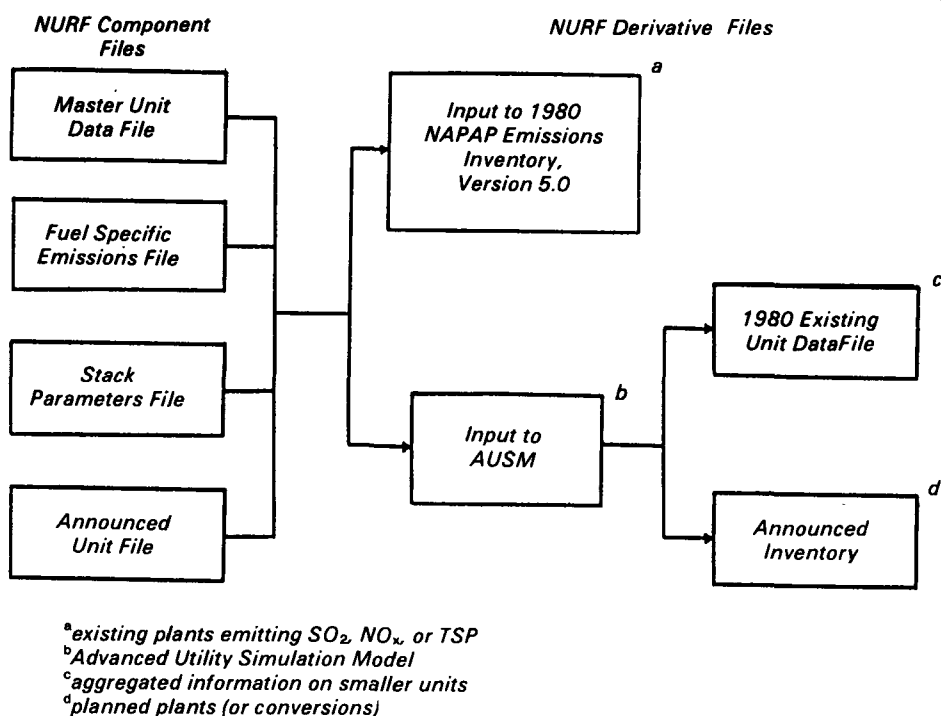 NURF Component
Files
NURF Derivative Files
Master Unit
Data File
Fuel Specific
Emissions File
Stack
Parameters File
Announced
Unit File
a
Input to 1980
NAPAP Emissions
Inventory,
Version 5.0
b
Input to
AUSM
c
1980 Existing
Unit DataFile
d
Announced
Inventory
ᵃexisting plants emitting SO₂, NOₓ, or TSP
ᵇAdvanced Utility Simulation Model
ᶜaggregated information on smaller units
ᵈplanned plants (or conversions)